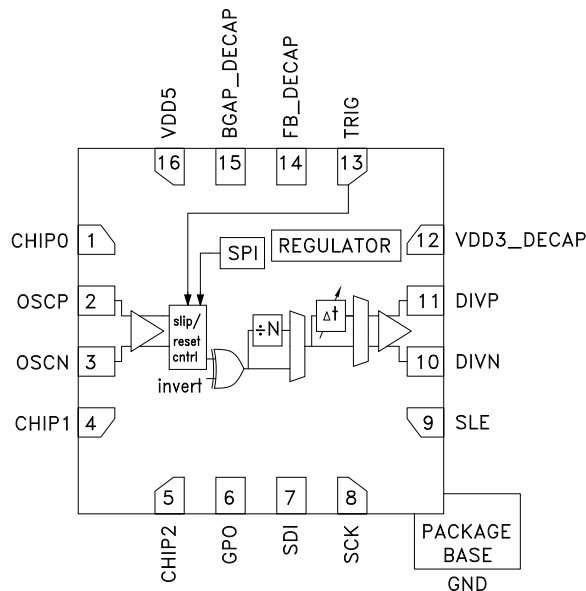 VDD5
BGAP_DECAP
FB_DECAP
TRIG
16
15
14
13
CHIP0
1
12
VDD3_DECAP
SPI
REGULATOR
OSCP
2
11
DIVP
slip/
reset
cntrl
÷N
Δt
OSCN
3
10
DIVN
invert
CHIP1
4
9
SLE
5
6
7
8
CHIP2
GPO
SDI
SCK
PACKAGE
BASE
GND